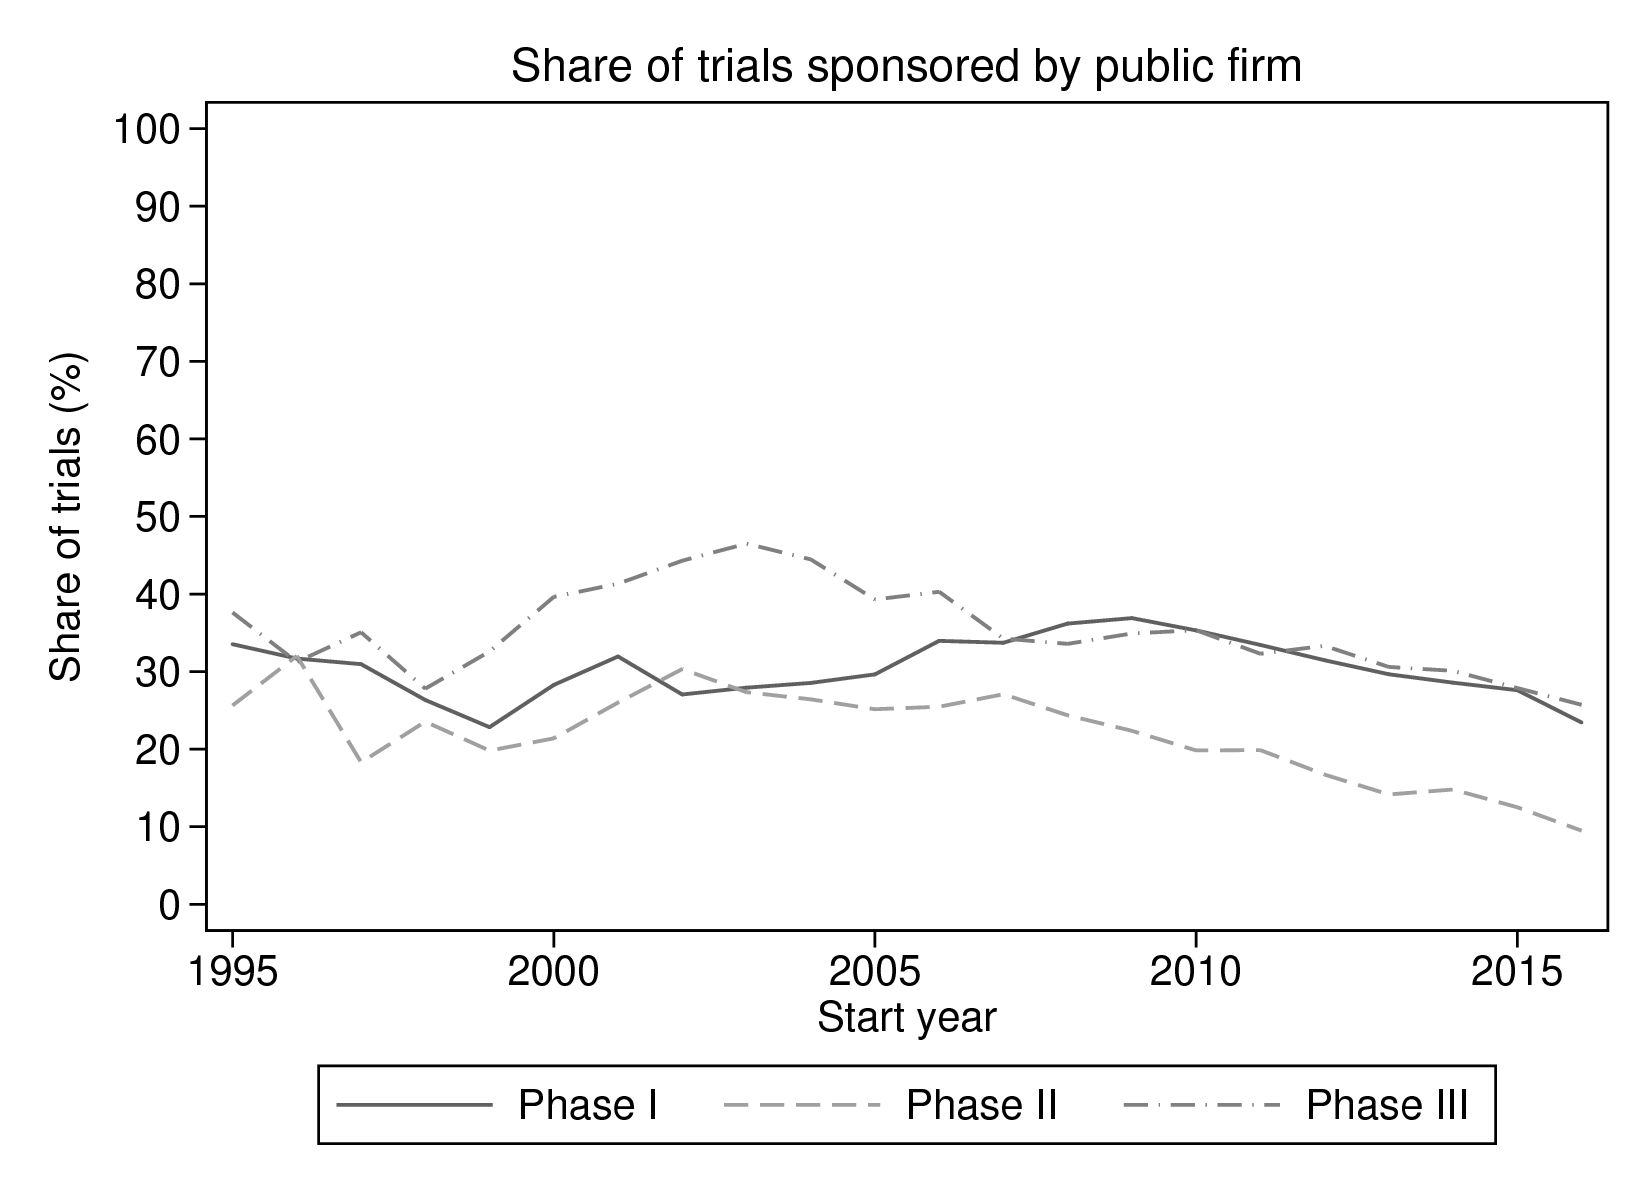 Share of trials sponsored by public firm
Share of trials (%)
100
90
80
70
60
50
40
30
20
10
0
1995 2000 2005 2010 2015
Start year
Phase I Phase II Phase III